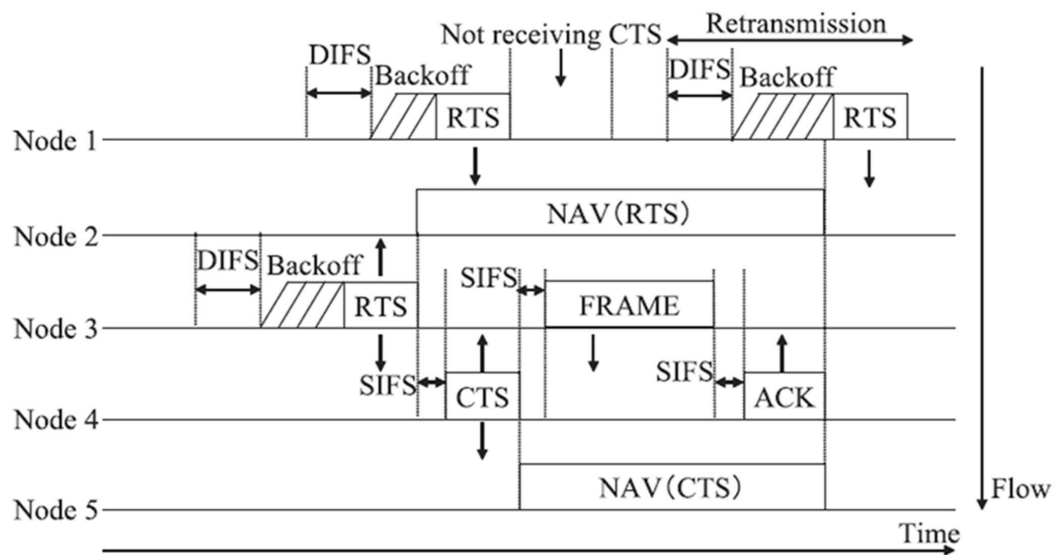 Not receiving CTS
Retransmission
DIFS
Backoff
RTS
DIFS
Backoff
RTS
Node 1
NAV(RTS)
Node 2
DIFS
Backoff
RTS
SIFS
FRAME
Node 3
SIFS
CTS
SIFS
ACK
Node 4
NAV(CTS)
Flow
Node 5
Time